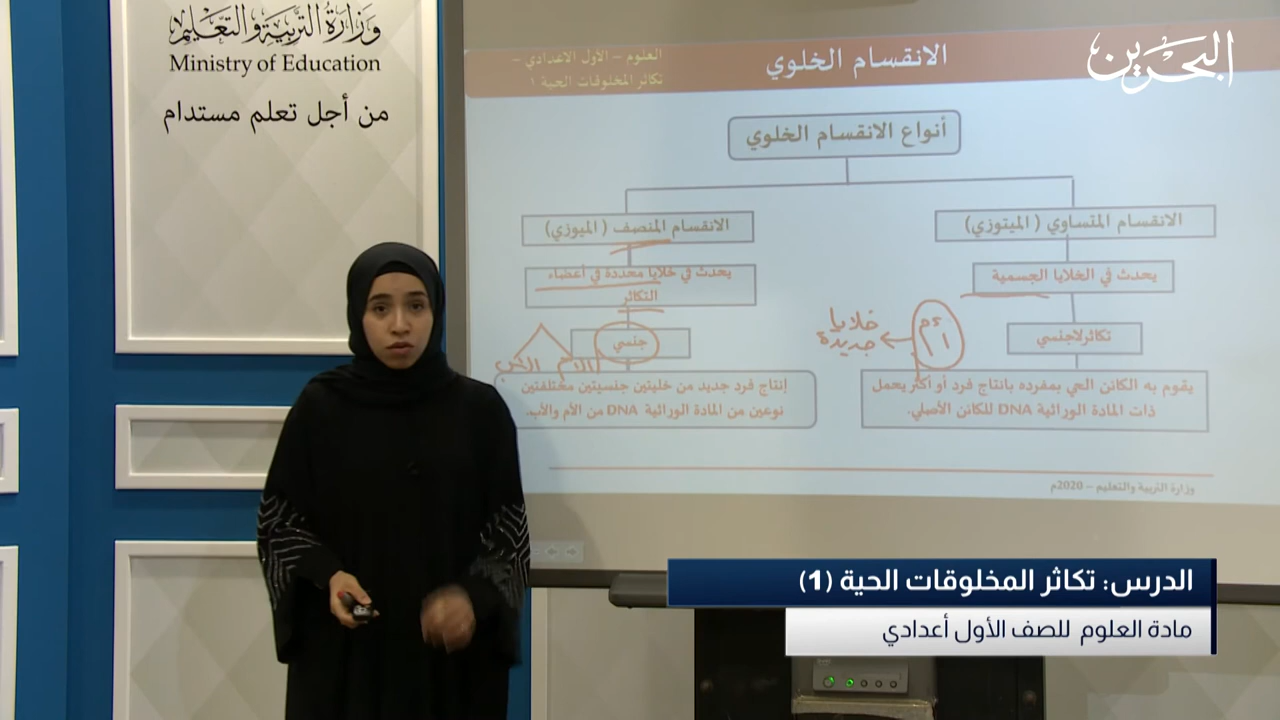 وزارة التربية والتعليم
Ministry of Education
من أجل تعلم مستدام
البحرين
الانقسام الخلوي
العلوم – الأول الاعدادي –
تكاثر المخلوقات الحية ١
أنواع الانقسام الخلوي
الانقسام المتساوي ( الميتوزي)
يحدث في الخلايا الجسمية
تكاثرلاجنسي
يقوم به الكائن الحي بمفرده بانتاج فرد أو أكثر يحمل
ذات المادة الوراثية DNA للكائن الأصلي.
خلايا
جديدة
الانقسام المنصف ( الميوزي)
يحدث في خلايا محددة في أعضاء
التكاثر
جنسي
الأم
إنتاج فرد جديد من خليتين جنسيتين مختلفتين
نوعين من المادة الوراثية DNA من الأم والأب.
وزارة التربية والتعليم – 2020م
الدرس: تكاثر المخلوقات الحية (1)
مادة العلوم للصف الأول أعدادي